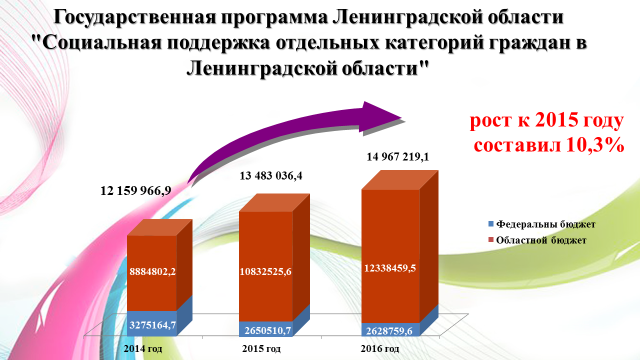 Государственная программа Ленинградской области
"Социальная поддержка отдельных категорий граждан в
Ленинградской области"
рост к 2015 году
составил 10,3%
14 967 219,1
13 483 036,4
12 159 966,9
Федеральны бюджет
Областной бюджет
8884802,2
10832525,6
12338459,5
3275164,7
2650510,7
2628759,6
2014 год
2015 год
2016 год